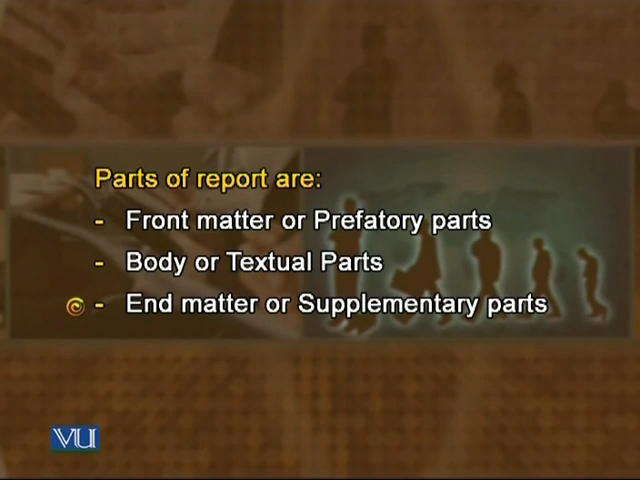 Parts of report are:
- Front matter or Prefatory parts
- Body or Textual Parts
- End matter or Supplementary parts
VU